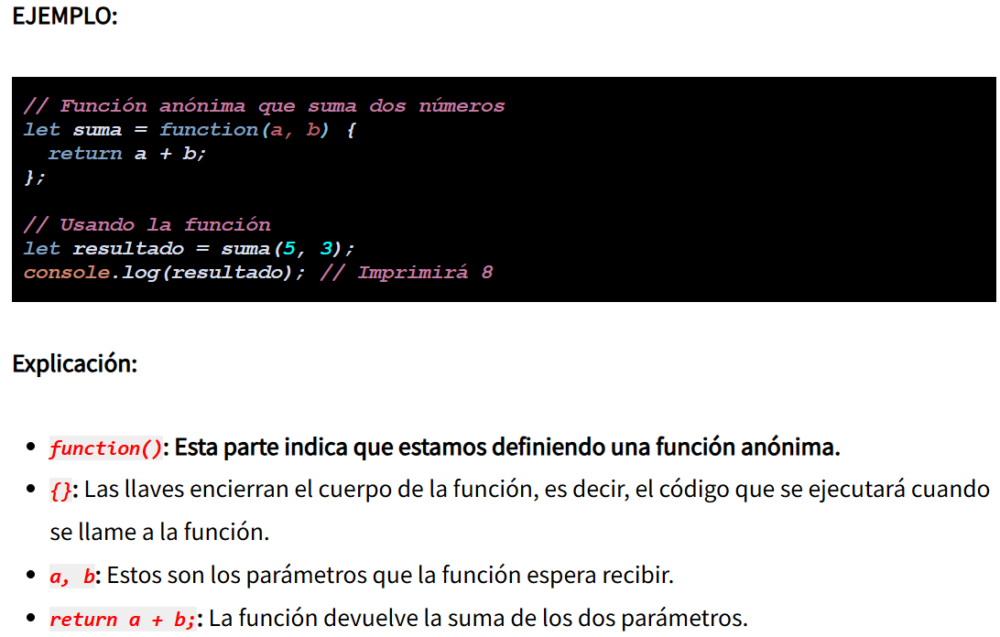 EJEMPLO:
// Función anónima que suma dos números
let suma = function(a, b) {
  return a + b;
};
// Usando la función
let resultado = suma(5, 3);
console.log(resultado); // Imprimirá 8
Explicación:
• function(): Esta parte indica que estamos definiendo una función anónima.
• {}: Las llaves encierran el cuerpo de la función, es decir, el código que se ejecutará cuando
se llame a la función.
• a, b: Estos son los parámetros que la función espera recibir.
• return a + b;: La función devuelve la suma de los dos parámetros.